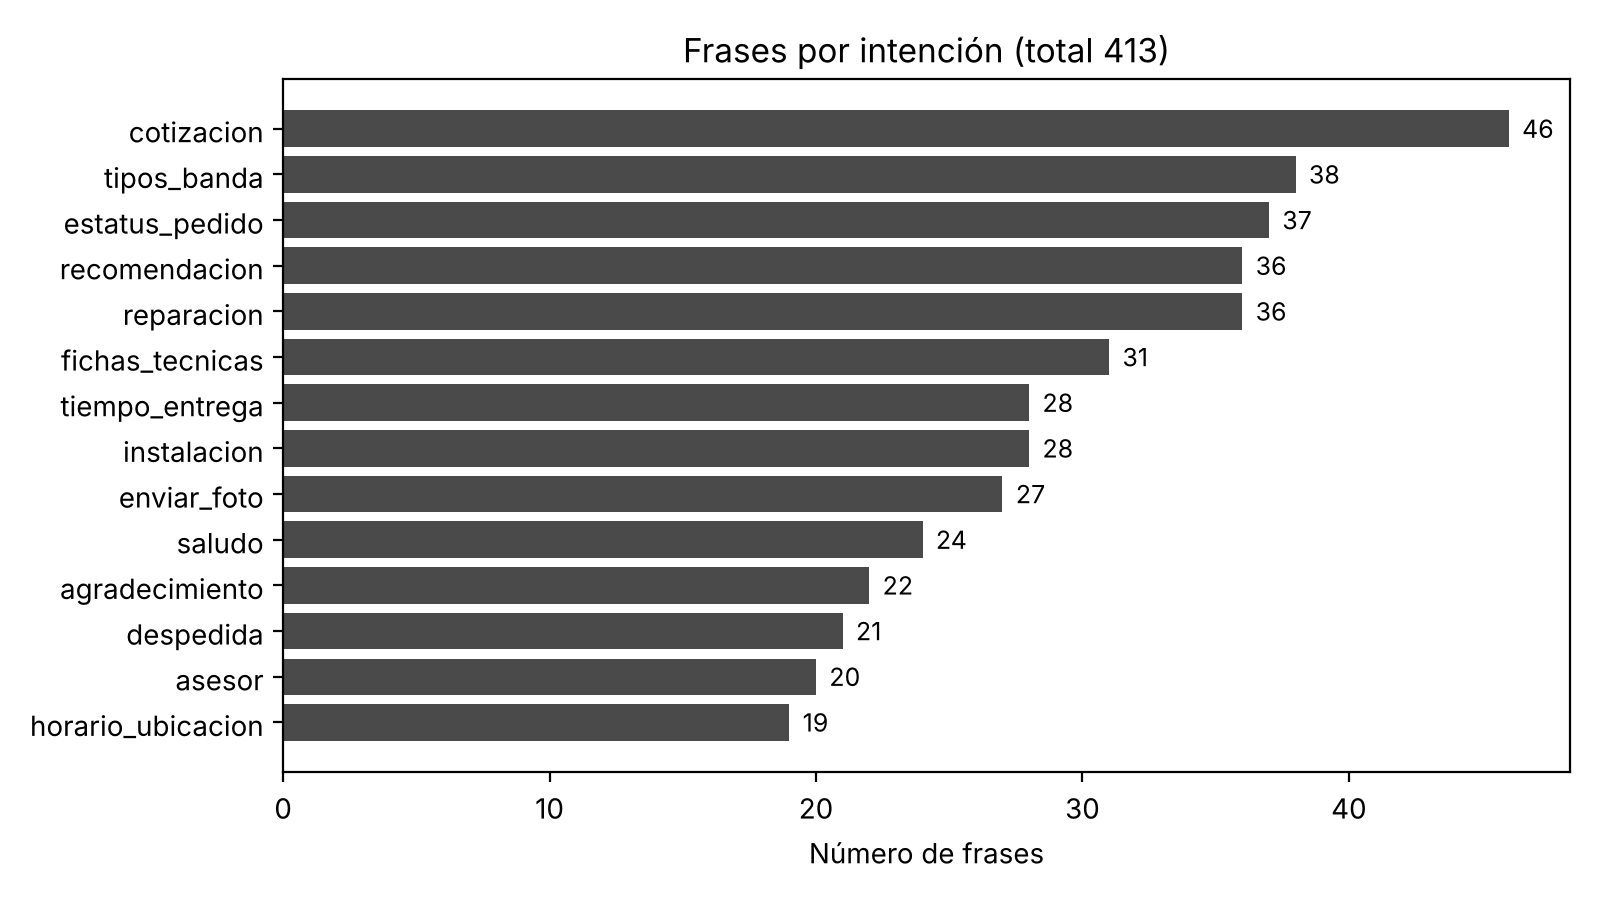 Frases por intención (total 413)
cotizacion 46
tipos_banda 38
estatus_pedido 37
recomendacion 36
reparacion 36
fichas_tecnicas 31
tiempo_entrega 28
instalacion 28
enviar_foto 27
saludo 24
agradecimiento 22
despedida 21
asesor 20
horario_ubicacion 19
0 10 20 30 40
Número de frases